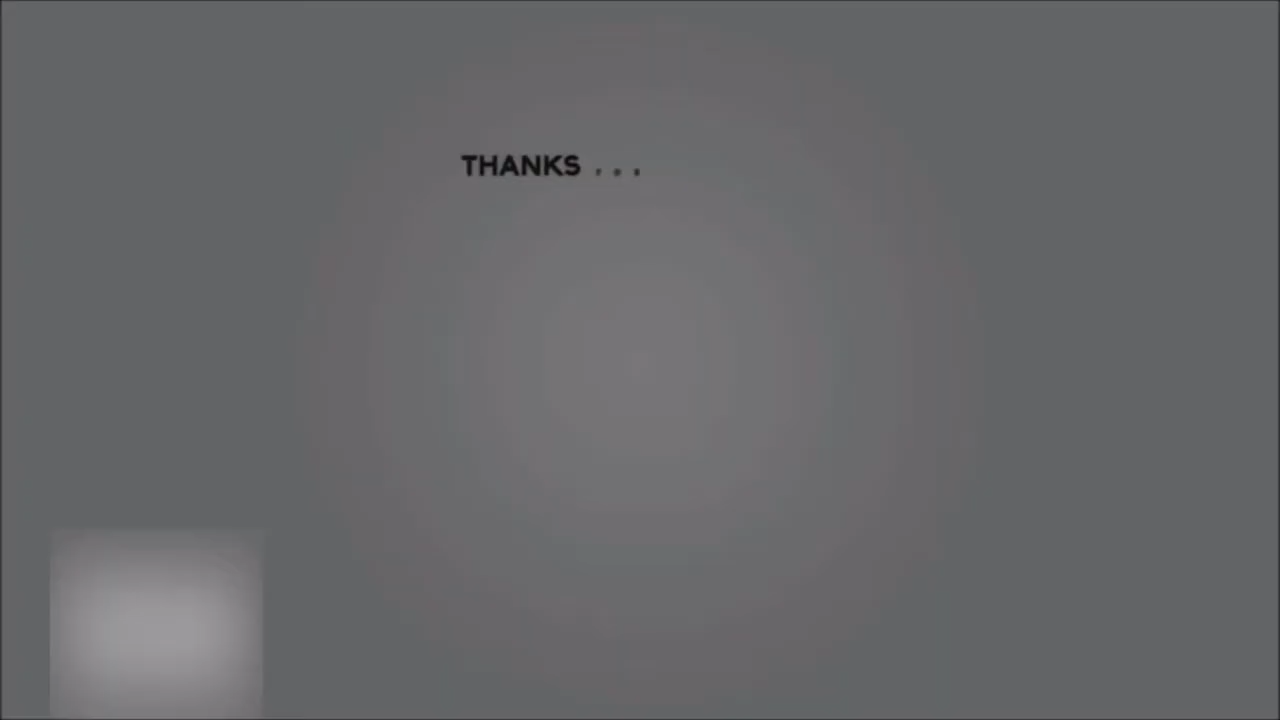 THANKS . . .